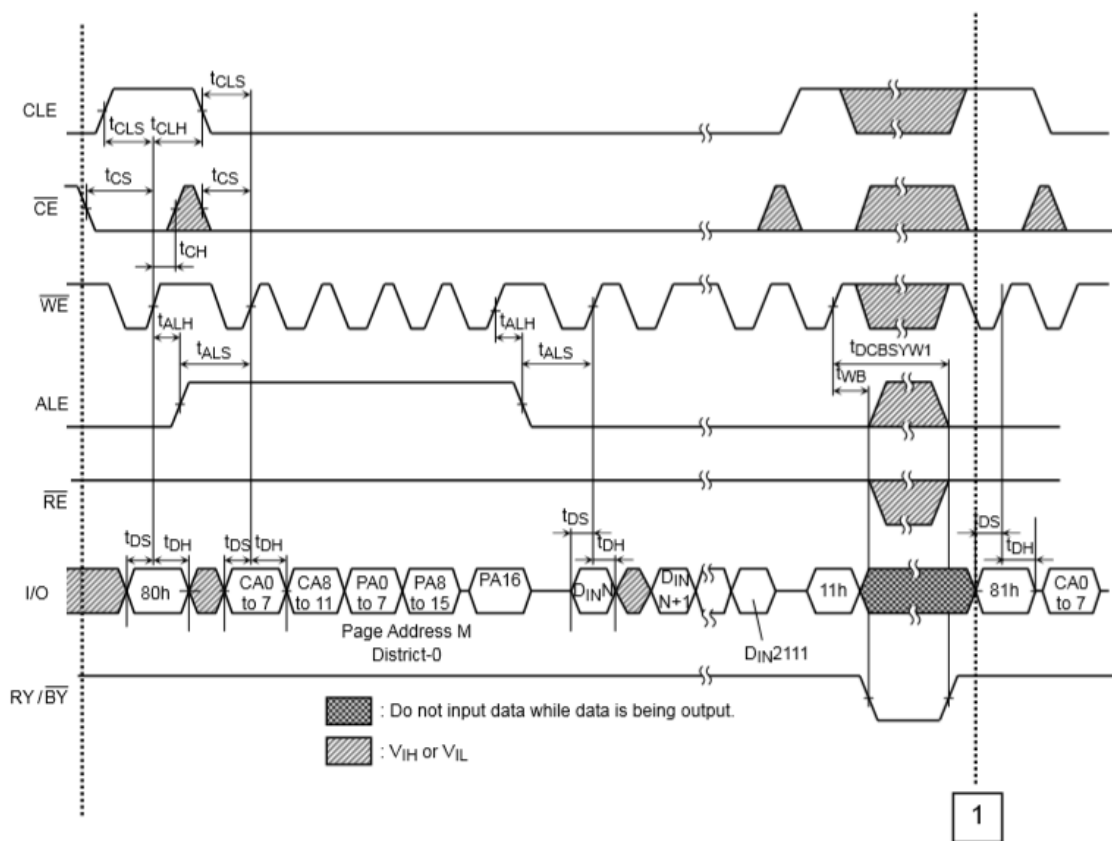 tCLS
CLE
tCLS tCLH
tCS tCS
CE
tCH
WE
tALH tALH
tALS tALS
tDCBSYW1
tWB
ALE
RE
tDS DS
tDS tDH tDS tDH tDH tDH
I/O
80h
CA0 to 7
CA8 to 11
PA0 to 7
PA8 to 15
PA16
DINN
DIN N+1
11h
81h
CA0 to 7
Page Address M
District-0
DIN2111
RY/BY
: Do not input data while data is being output.
: VIH or VIL
1